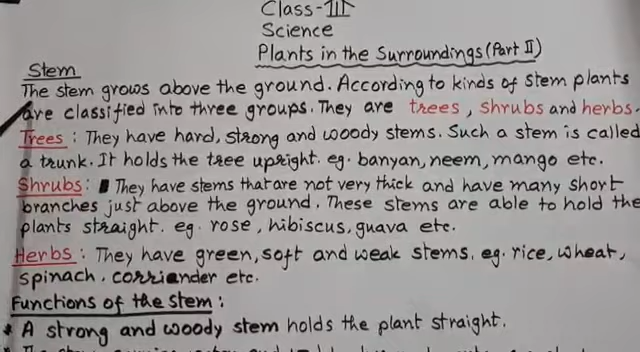 Class-III
Science
Plants in the Surroundings (Part II)
Stem
The stem grows above the ground. According to kinds of stem plants
are classified into three groups. They are trees, shrubs and herbs.
Trees : They have hard, strong and woody stems. Such a stem is called
a trunk. It holds the tree upright. eg. banyan, neem, mango etc.
Shrubs : They have stems that are not very thick and have many short
branches just above the ground. These stems are able to hold the
plants straight. eg. rose, hibiscus, guava etc.
Herbs : They have green, soft and weak stems. eg. rice, wheat,
spinach, corriander etc.
Functions of the stem :
* A strong and woody stem holds the plant straight.